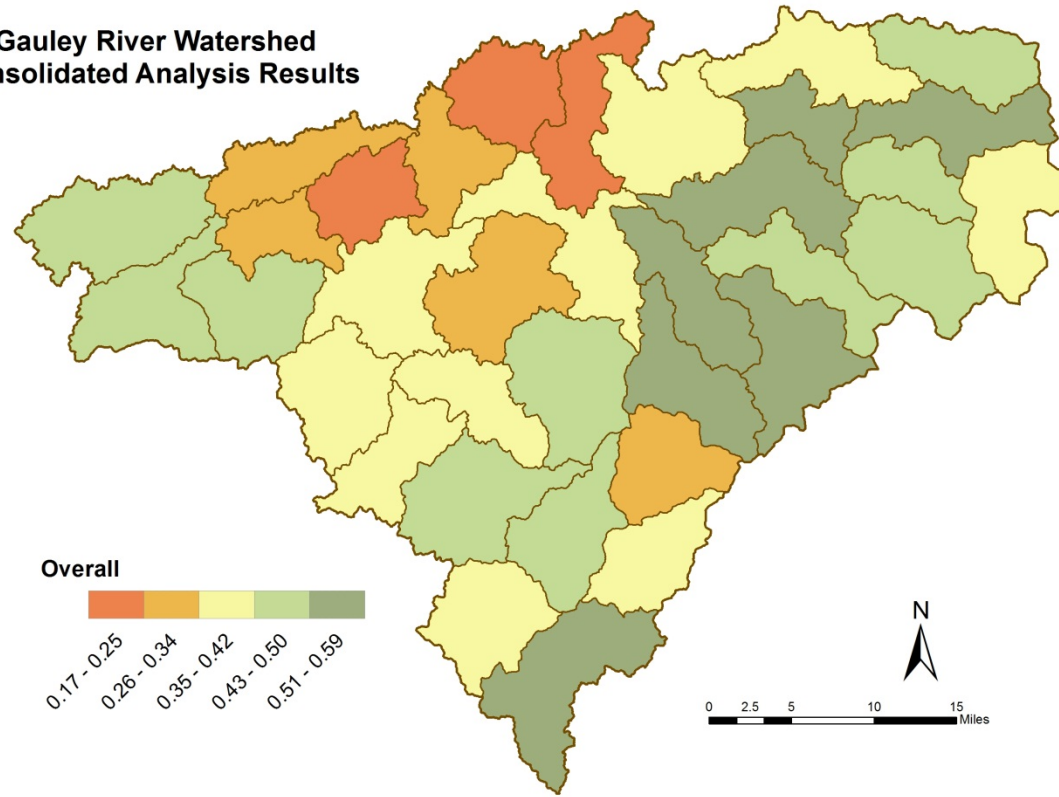 Gauley River Watershed
nsolidated Analysis Results
Overall
0.17 - 0.25
0.26 - 0.34
0.35 - 0.42
0.43 - 0.50
0.51 - 0.59
N
0 2.5 5 10 15
Miles